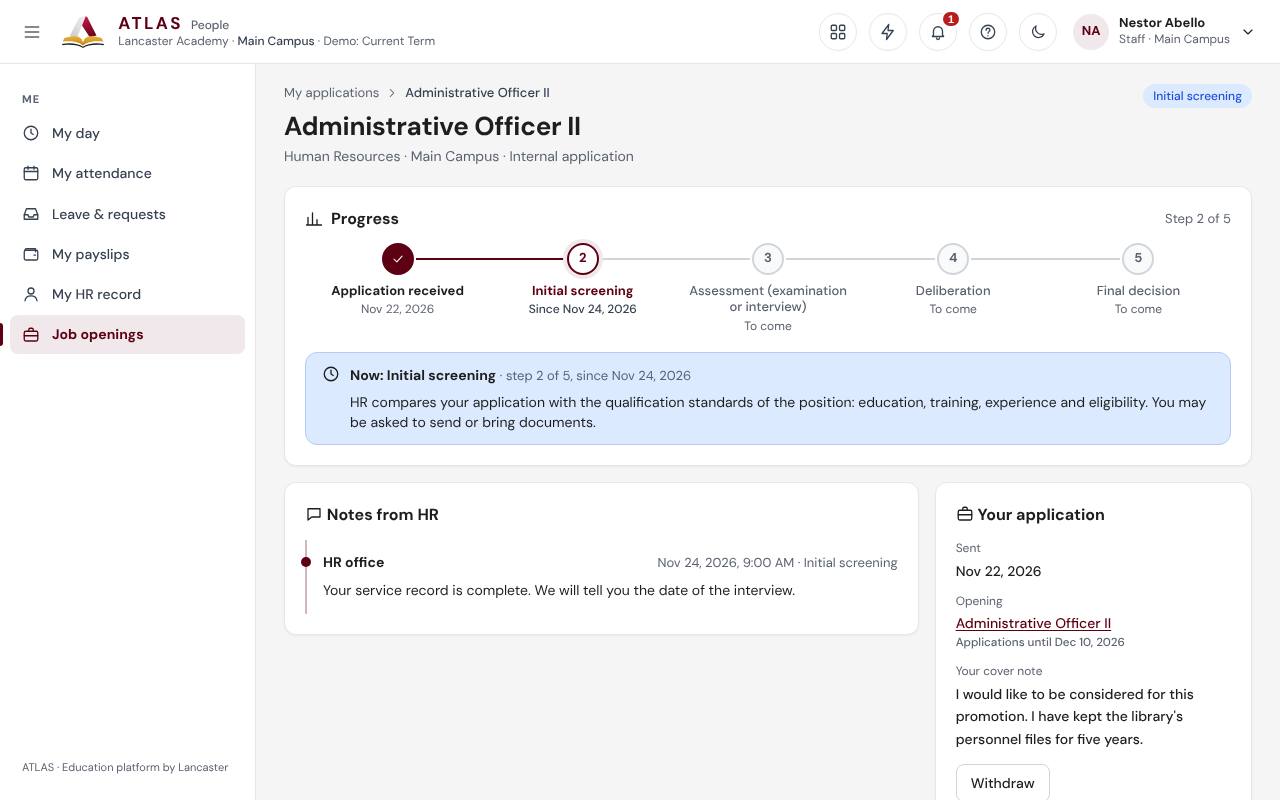 ATLAS People
Lancaster Academy · Main Campus · Demo: Current Term
1
NA
Nestor Abello
Staff · Main Campus
ME
My day
My attendance
Leave & requests
My payslips
My HR record
Job openings
ATLAS · Education platform by Lancaster
My applications > Administrative Officer II
Initial screening
Administrative Officer II
Human Resources · Main Campus · Internal application
Progress
Step 2 of 5
2
3
4
5
Application received
Nov 22, 2026
Initial screening
Since Nov 24, 2026
Assessment (examination
or interview)
To come
Deliberation
To come
Final decision
To come
Now: Initial screening · step 2 of 5, since Nov 24, 2026
HR compares your application with the qualification standards of the position: education, training, experience and eligibility. You may
be asked to send or bring documents.
Notes from HR
HR office
Nov 24, 2026, 9:00 AM · Initial screening
Your service record is complete. We will tell you the date of the interview.
Your application
Sent
Nov 22, 2026
Opening
Administrative Officer II
Applications until Dec 10, 2026
Your cover note
I would like to be considered for this
promotion. I have kept the library's
personnel files for five years.
Withdraw